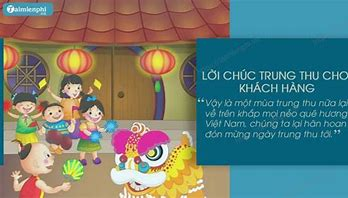 Taimienphi
LỜI CHÚC TRUNG THU CHO
KHÁCH HÀNG
“Vậy là một mùa trung thu nữa lại
về trên khắp mọi nẻo quê hương
Việt Nam, chúng ta lại hân hoan
đón mừng ngày trung thu tới.”